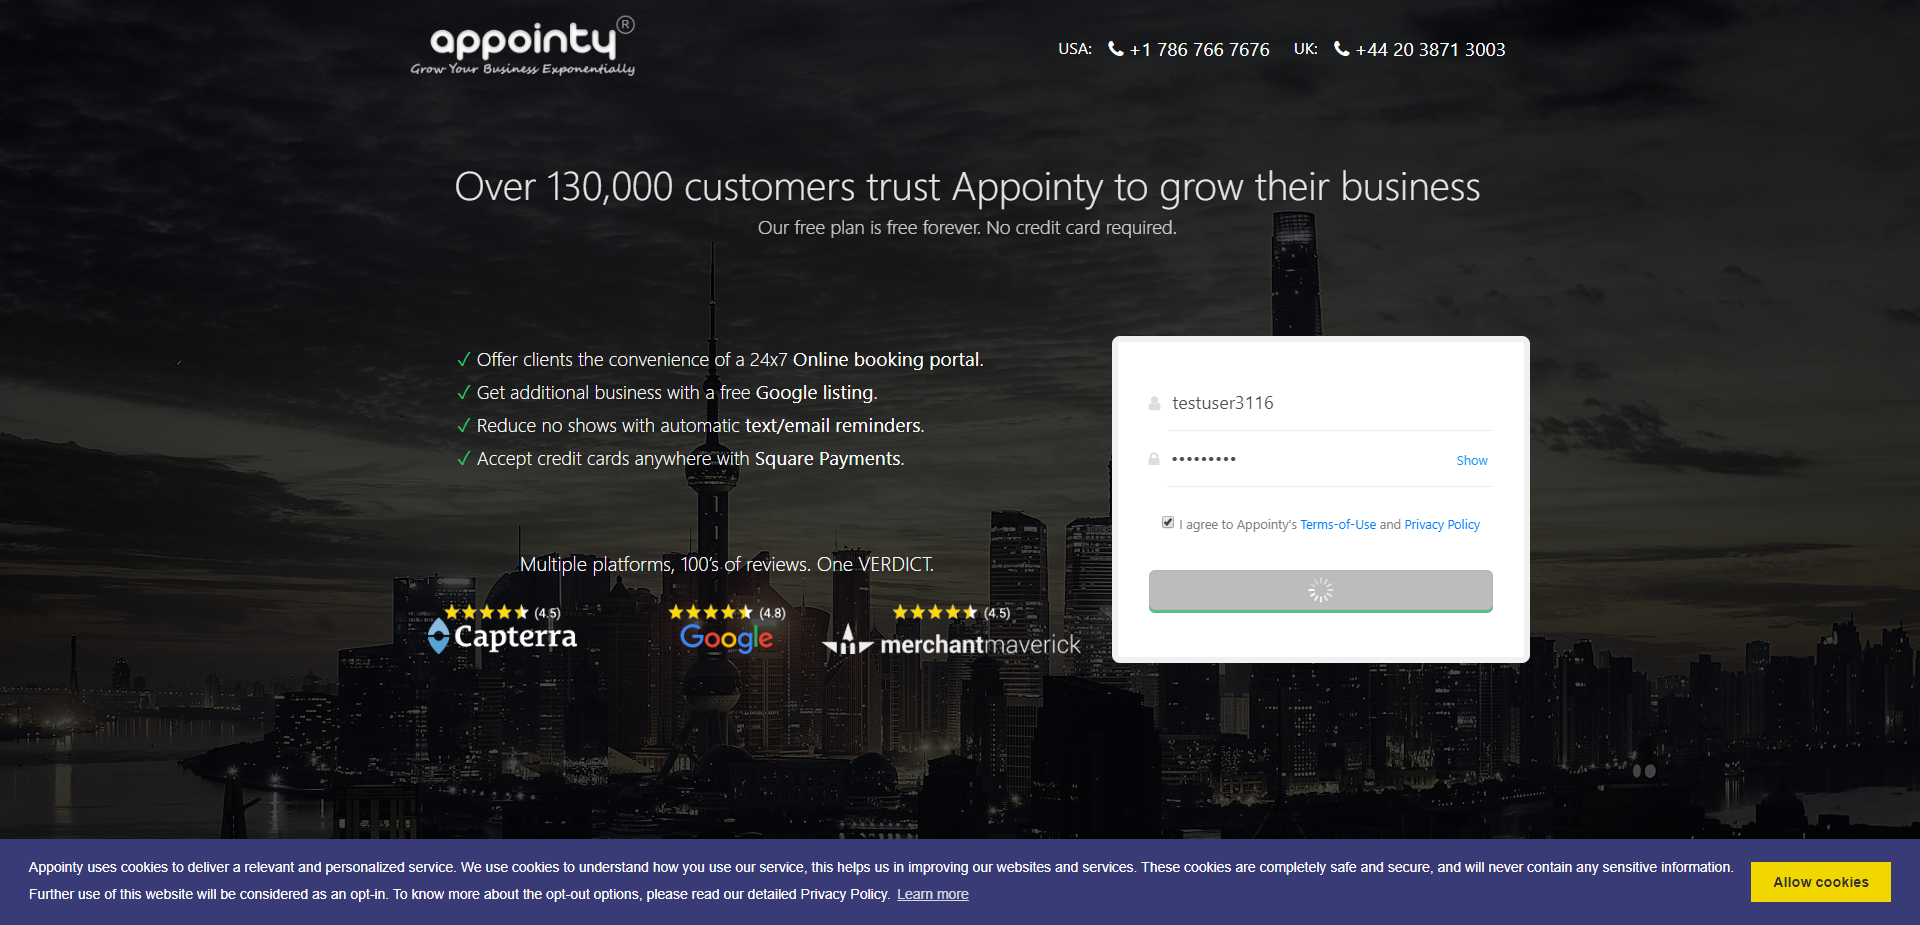 appointy®
Grow Your Business Exponentially
USA: +1 786 766 7676 UK: +44 20 3871 3003
Over 130,000 customers trust Appointy to grow their business
Our free plan is free forever. No credit card required.
✓ Offer clients the convenience of a 24x7 Online booking portal.
✓ Get additional business with a free Google listing.
✓ Reduce no shows with automatic text/email reminders.
✓ Accept credit cards anywhere with Square Payments.
testuser3116
•••••••••
Show
I agree to Appointy's Terms-of-Use and Privacy Policy
Multiple platforms, 100's of reviews. One VERDICT.
(4.5) (4.8) (4.5)
Capterra Google merchantmaverick
Appointy uses cookies to deliver a relevant and personalized service. We use cookies to understand how you use our service, this helps us in improving our websites and services. These cookies are completely safe and secure, and will never contain any sensitive information.
Further use of this website will be considered as an opt-in. To know more about the opt-out options, please read our detailed Privacy Policy. Learn more
Allow cookies